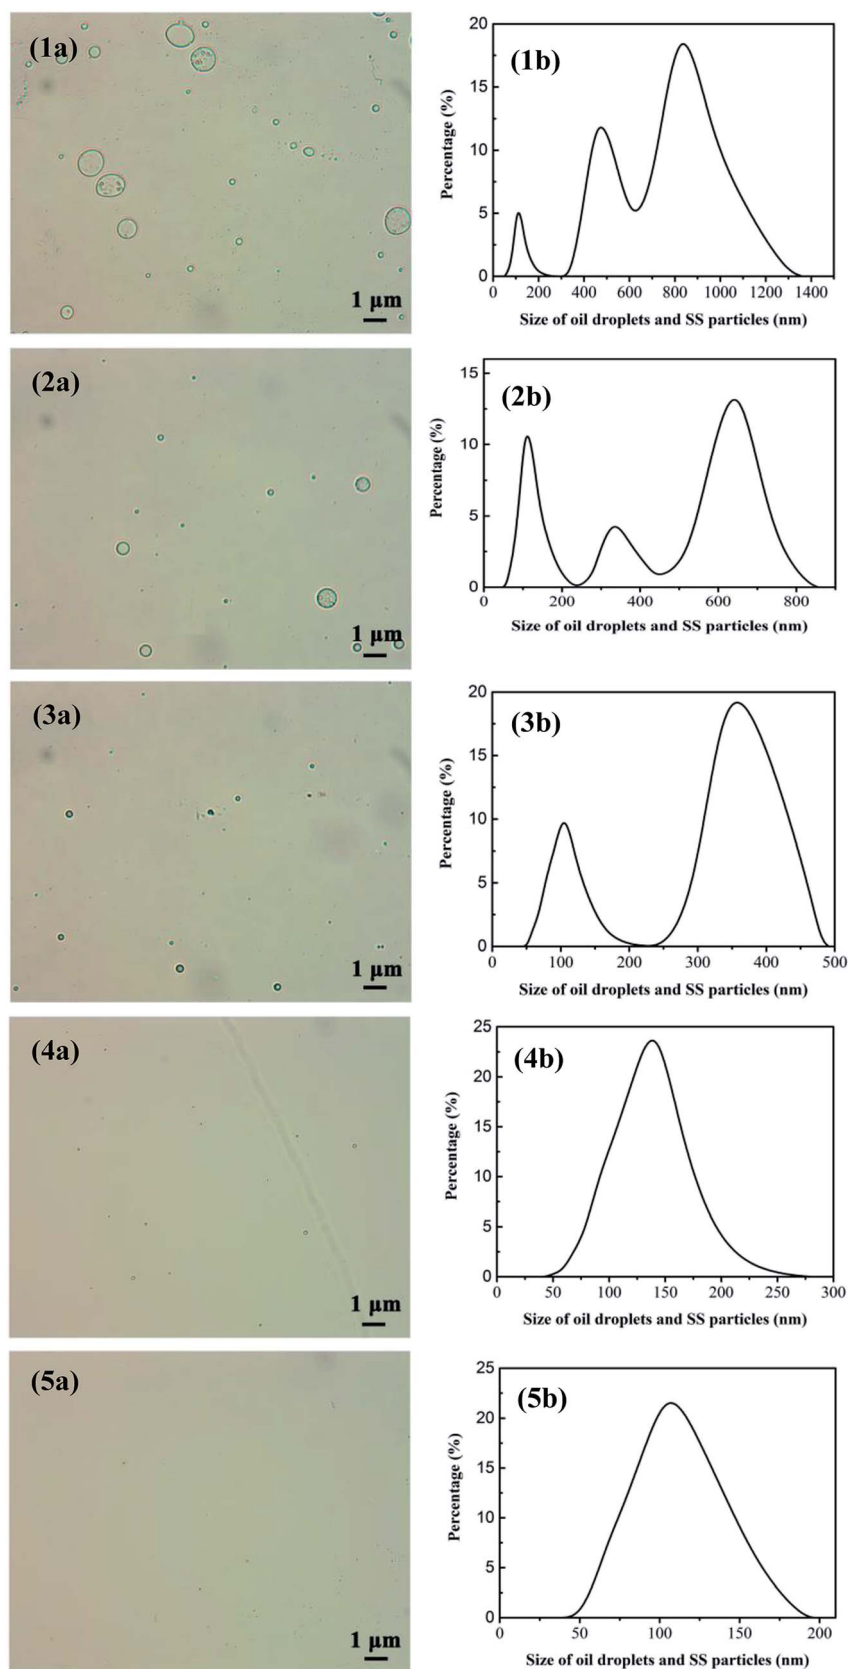 (1a)
1 μm
(1b)
Percentage (%)
20
15
10
5
0
0 200 400 600 800 1000 1200 1400
Size of oil droplets and SS particles (nm)
(2a)
1 μm
(2b)
Percentage (%)
15
10
5
0
0 200 400 600 800
Size of oil droplets and SS particles (nm)
(3a)
1 μm
(3b)
Percentage (%)
20
15
10
5
0
0 100 200 300 400 500
Size of oil droplets and SS particles (nm)
(4a)
1 μm
(4b)
Percentage (%)
25
20
15
10
5
0
0 50 100 150 200 250 300
Size of oil droplets and SS particles (nm)
(5a)
1 μm
(5b)
Percentage (%)
25
20
15
10
5
0
0 50 100 150 200
Size of oil droplets and SS particles (nm)